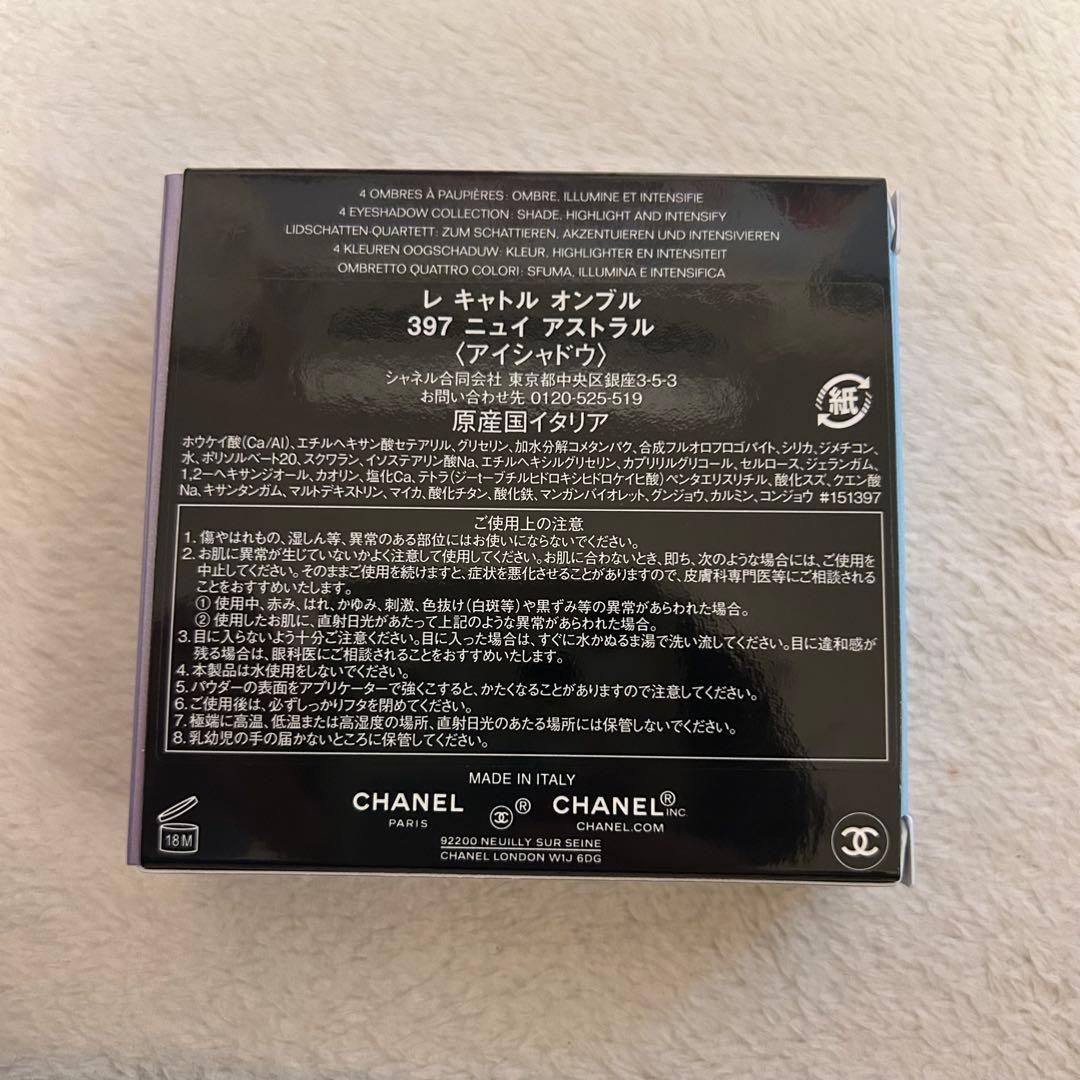 4 OMBRES À PAUPIÈRES : OMBRE, ILLUMINE ET INTENSIFIE
4 EYESHADOW COLLECTION : SHADE, HIGHLIGHT AND INTENSIFY
LIDSCHATTEN-QUARTETT : ZUM SCHATTIEREN, AKZENTUIEREN UND INTENSIVIEREN
4 KLEUREN OOGSCHADUW : KLEUR, HIGHLIGHTER EN INTENSITEIT
OMBRETTO QUATTRO COLORI : SFUMA, ILLUMINA E INTENSIFICA
レ キャトル オンブル
397 ニュイ アストラル
〈アイシャドウ〉
シャネル合同会社 東京都中央区銀座3-5-3
お問い合わせ先 0120-525-519
原産国イタリア
紙
ホウケイ酸(Ca/Al)、エチルヘキサン酸セテアリル、グリセリン、加水分解コメタンパク、合成フルオロフロゴパイト、シリカ、ジメチコン、
水、ポリソルベート20、スクワラン、イソステアリン酸Na、エチルヘキシルグリセリン、カプリリルグリコール、セルロース、ジェランガム、
1,2-ヘキサンジオール、カオリン、塩化Ca、テトラ(ジ-t-ブチルヒドロキシヒドロケイヒ酸)ペンタエリスリチル、酸化スズ、クエン酸
Na、キサンタンガム、マルトデキストリン、マイカ、酸化チタン、酸化鉄、マンガンバイオレット、グンジョウ、カルミン、コンジョウ #151397
ご使用上の注意
1. 傷やはれもの、湿しん等、異常のある部位にはお使いにならないでください。
2. お肌に異常が生じていないかよく注意して使用してください。お肌に合わないとき、即ち、次のような場合には、ご使用を
中止してください。そのままご使用を続けますと、症状を悪化させることがありますので、皮膚科専門医等にご相談される
ことをおすすめいたします。
① 使用中、赤み、はれ、かゆみ、刺激、色抜け(白斑等)や黒ずみ等の異常があらわれた場合。
② 使用したお肌に、直射日光があたって上記のような異常があらわれた場合。
3. 目に入らないよう十分ご注意ください。目に入った場合は、すぐに水かぬるま湯で洗い流してください。目に違和感が
残る場合は、眼科医にご相談されることをおすすめいたします。
4. 本製品は水使用をしないでください。
5. パウダーの表面をアプリケーターで強くこすると、かたくなることがありますので注意してください。
6. ご使用後は、必ずしっかりフタを閉めてください。
7. 極端に高温、低温または高湿度の場所、直射日光のあたる場所には保管しないでください。
8. 乳幼児の手の届かないところに保管してください。
MADE IN ITALY
CHANEL ® CHANEL® INC.
PARIS CHANEL.COM
92200 NEUILLY SUR SEINE
CHANEL LONDON W1J 6DG
18M